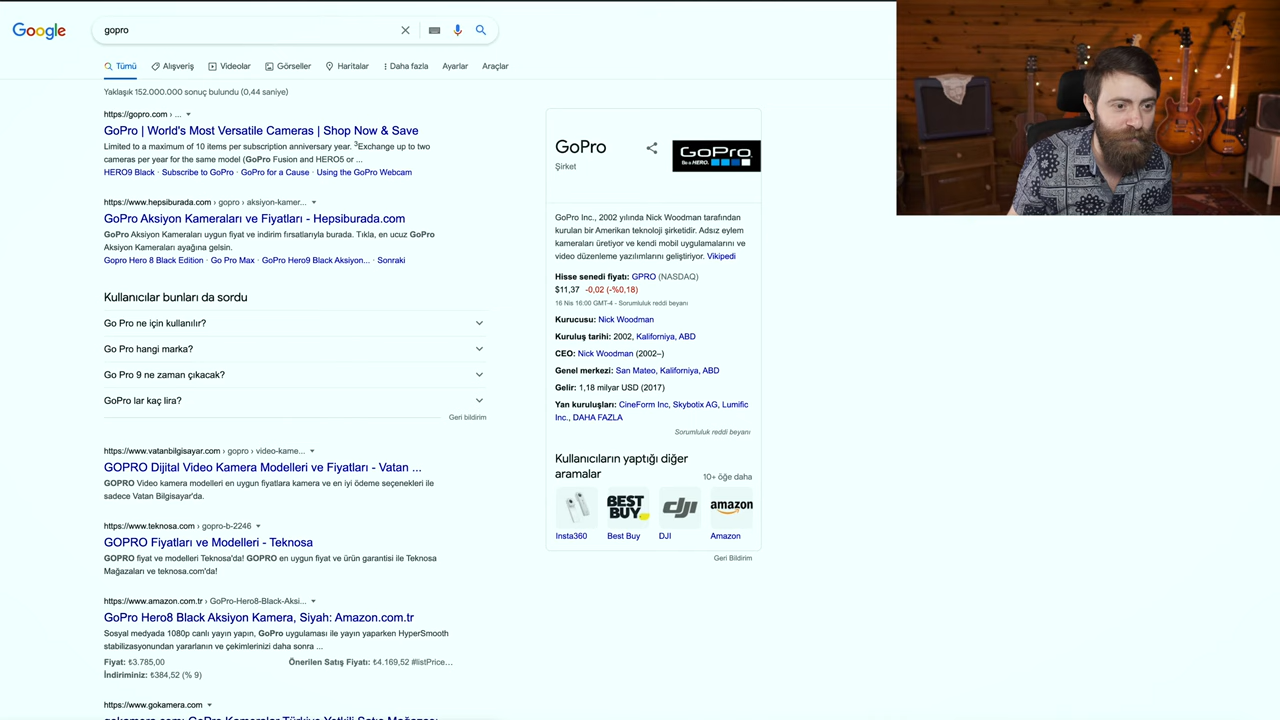 Google
gopro
Tümü
Alışveriş
Videolar
Görseller
Haritalar
Daha fazla
Ayarlar
Araçlar
Yaklaşık 152.000.000 sonuç bulundu (0,44 saniye)
https://gopro.com › ...
GoPro | World's Most Versatile Cameras | Shop Now & Save
Limited to a maximum of 10 items per subscription anniversary year. ³Exchange up to two
cameras per year for the same model (GoPro Fusion and HERO5 or ...
HERO9 Black · Subscribe to GoPro · GoPro for a Cause · Using the GoPro Webcam
https://www.hepsiburada.com › gopro › aksiyon-kamer...
GoPro Aksiyon Kameraları ve Fiyatları - Hepsiburada.com
GoPro Aksiyon Kameraları uygun fiyat ve indirim fırsatlarıyla burada. Tıkla, en ucuz GoPro
Aksiyon Kameraları ayağına gelsin.
Gopro Hero 8 Black Edition · Go Pro Max · GoPro Hero9 Black Aksiyon... · Sonraki
Kullanıcılar bunları da sordu
Go Pro ne için kullanılır?
Go Pro hangi marka?
Go Pro 9 ne zaman çıkacak?
GoPro lar kaç lira?
Geri bildirim
https://www.vatanbilgisayar.com › gopro › video-kame...
GOPRO Dijital Video Kamera Modelleri ve Fiyatları - Vatan ...
GOPRO Video kamera modelleri en uygun fiyatlara kamera ve en iyi ödeme seçenekleri ile
sadece Vatan Bilgisayar'da.
https://www.teknosa.com › gopro-b-2246
GOPRO Fiyatları ve Modelleri - Teknosa
GOPRO fiyat ve modelleri Teknosa'da! GOPRO en uygun fiyat ve ürün garantisi ile Teknosa
Mağazaları ve teknosa.com'da!
https://www.amazon.com.tr › GoPro-Hero8-Black-Aksi...
GoPro Hero8 Black Aksiyon Kamera, Siyah: Amazon.com.tr
Sosyal medyada 1080p canlı yayın yapın, GoPro uygulaması ile yayın yaparken HyperSmooth
stabilizasyonundan yararlanın ve çekimlerinizi daha sonra ...
Fiyat: ₺3.785,00
Önerilen Satış Fiyatı: ₺4.169,52 #listPrice...
İndiriminiz: ₺384,52 (% 9)
https://www.gokamera.com
gokamera.com: GoPro Kameralar Türkiye Yetkili Satış Mağazası
GoPro
Şirket
GoPro
Be a HERO.
GoPro Inc., 2002 yılında Nick Woodman tarafından
kurulan bir Amerikan teknoloji şirketidir. Adsız eylem
kameraları üretiyor ve kendi mobil uygulamalarını ve
video düzenleme yazılımlarını geliştiriyor. Vikipedi
Hisse senedi fiyatı: GPRO (NASDAQ)
$11,37 -0,02 (-%0,18)
16 Nis 16:00 GMT-4 - Sorumluluk reddi beyanı
Kurucusu: Nick Woodman
Kuruluş tarihi: 2002, Kaliforniya, ABD
CEO: Nick Woodman (2002–)
Genel merkezi: San Mateo, Kaliforniya, ABD
Gelir: 1,18 milyar USD (2017)
Yan kuruluşları: CineForm Inc, Skybotix AG, Lumific
Inc., DAHA FAZLA
Sorumluluk reddi beyanı
Kullanıcıların yaptığı diğer
aramalar
10+ öğe daha
BEST
BUY
dji
amazon
Insta360
Best Buy
DJI
Amazon
Geri Bildirim